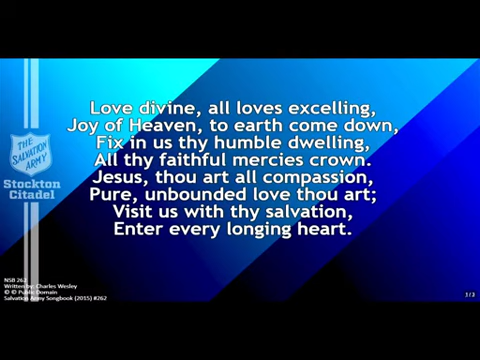 Love divine, all loves excelling,
Joy of Heaven, to earth come down,
Fix in us thy humble dwelling,
All thy faithful mercies crown.
Jesus, thou art all compassion,
Pure, unbounded love thou art;
Visit us with thy salvation,
Enter every longing heart.
THE
SALVATION
ARMY
Stockton
Citadel
NSB 262
Written by: Charles Wesley
© © Public Domain
Salvation Army Songbook (2015) #262